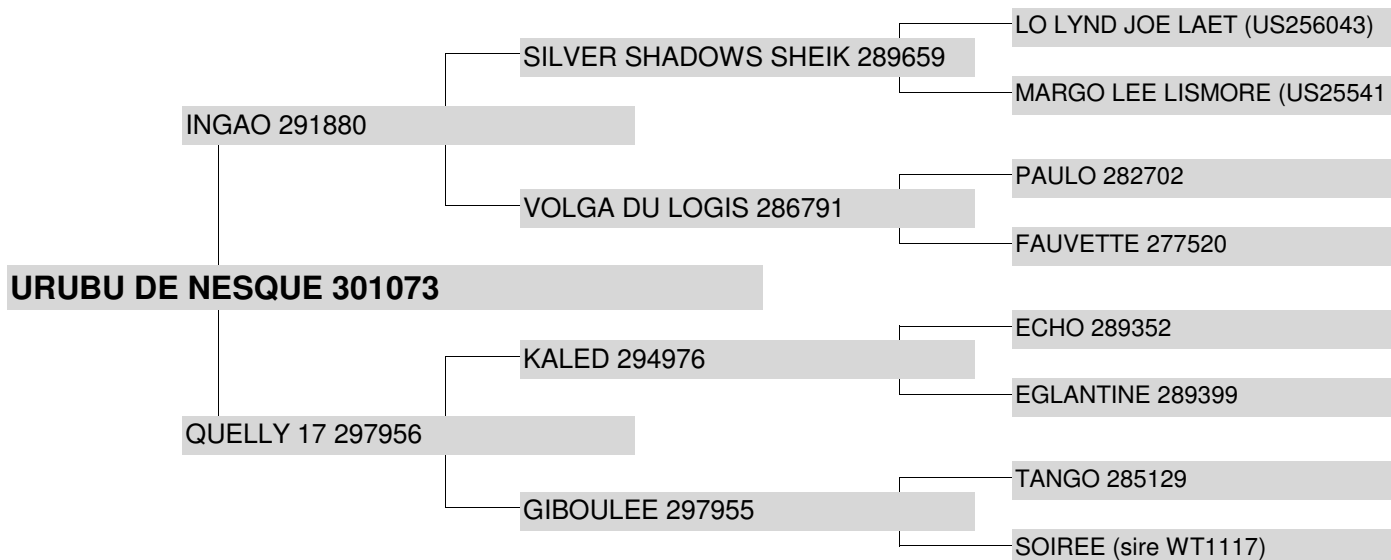 LO LYND JOE LAET (US256043)
SILVER SHADOWS SHEIK 289659
MARGO LEE LISMORE (US25541
INGAO 291880
PAULO 282702
VOLGA DU LOGIS 286791
FAUVETTE 277520
URUBU DE NESQUE 301073
ECHO 289352
KALED 294976
EGLANTINE 289399
QUELLY 17 297956
TANGO 285129
GIBOULEE 297955
SOIREE (sire WT1117)